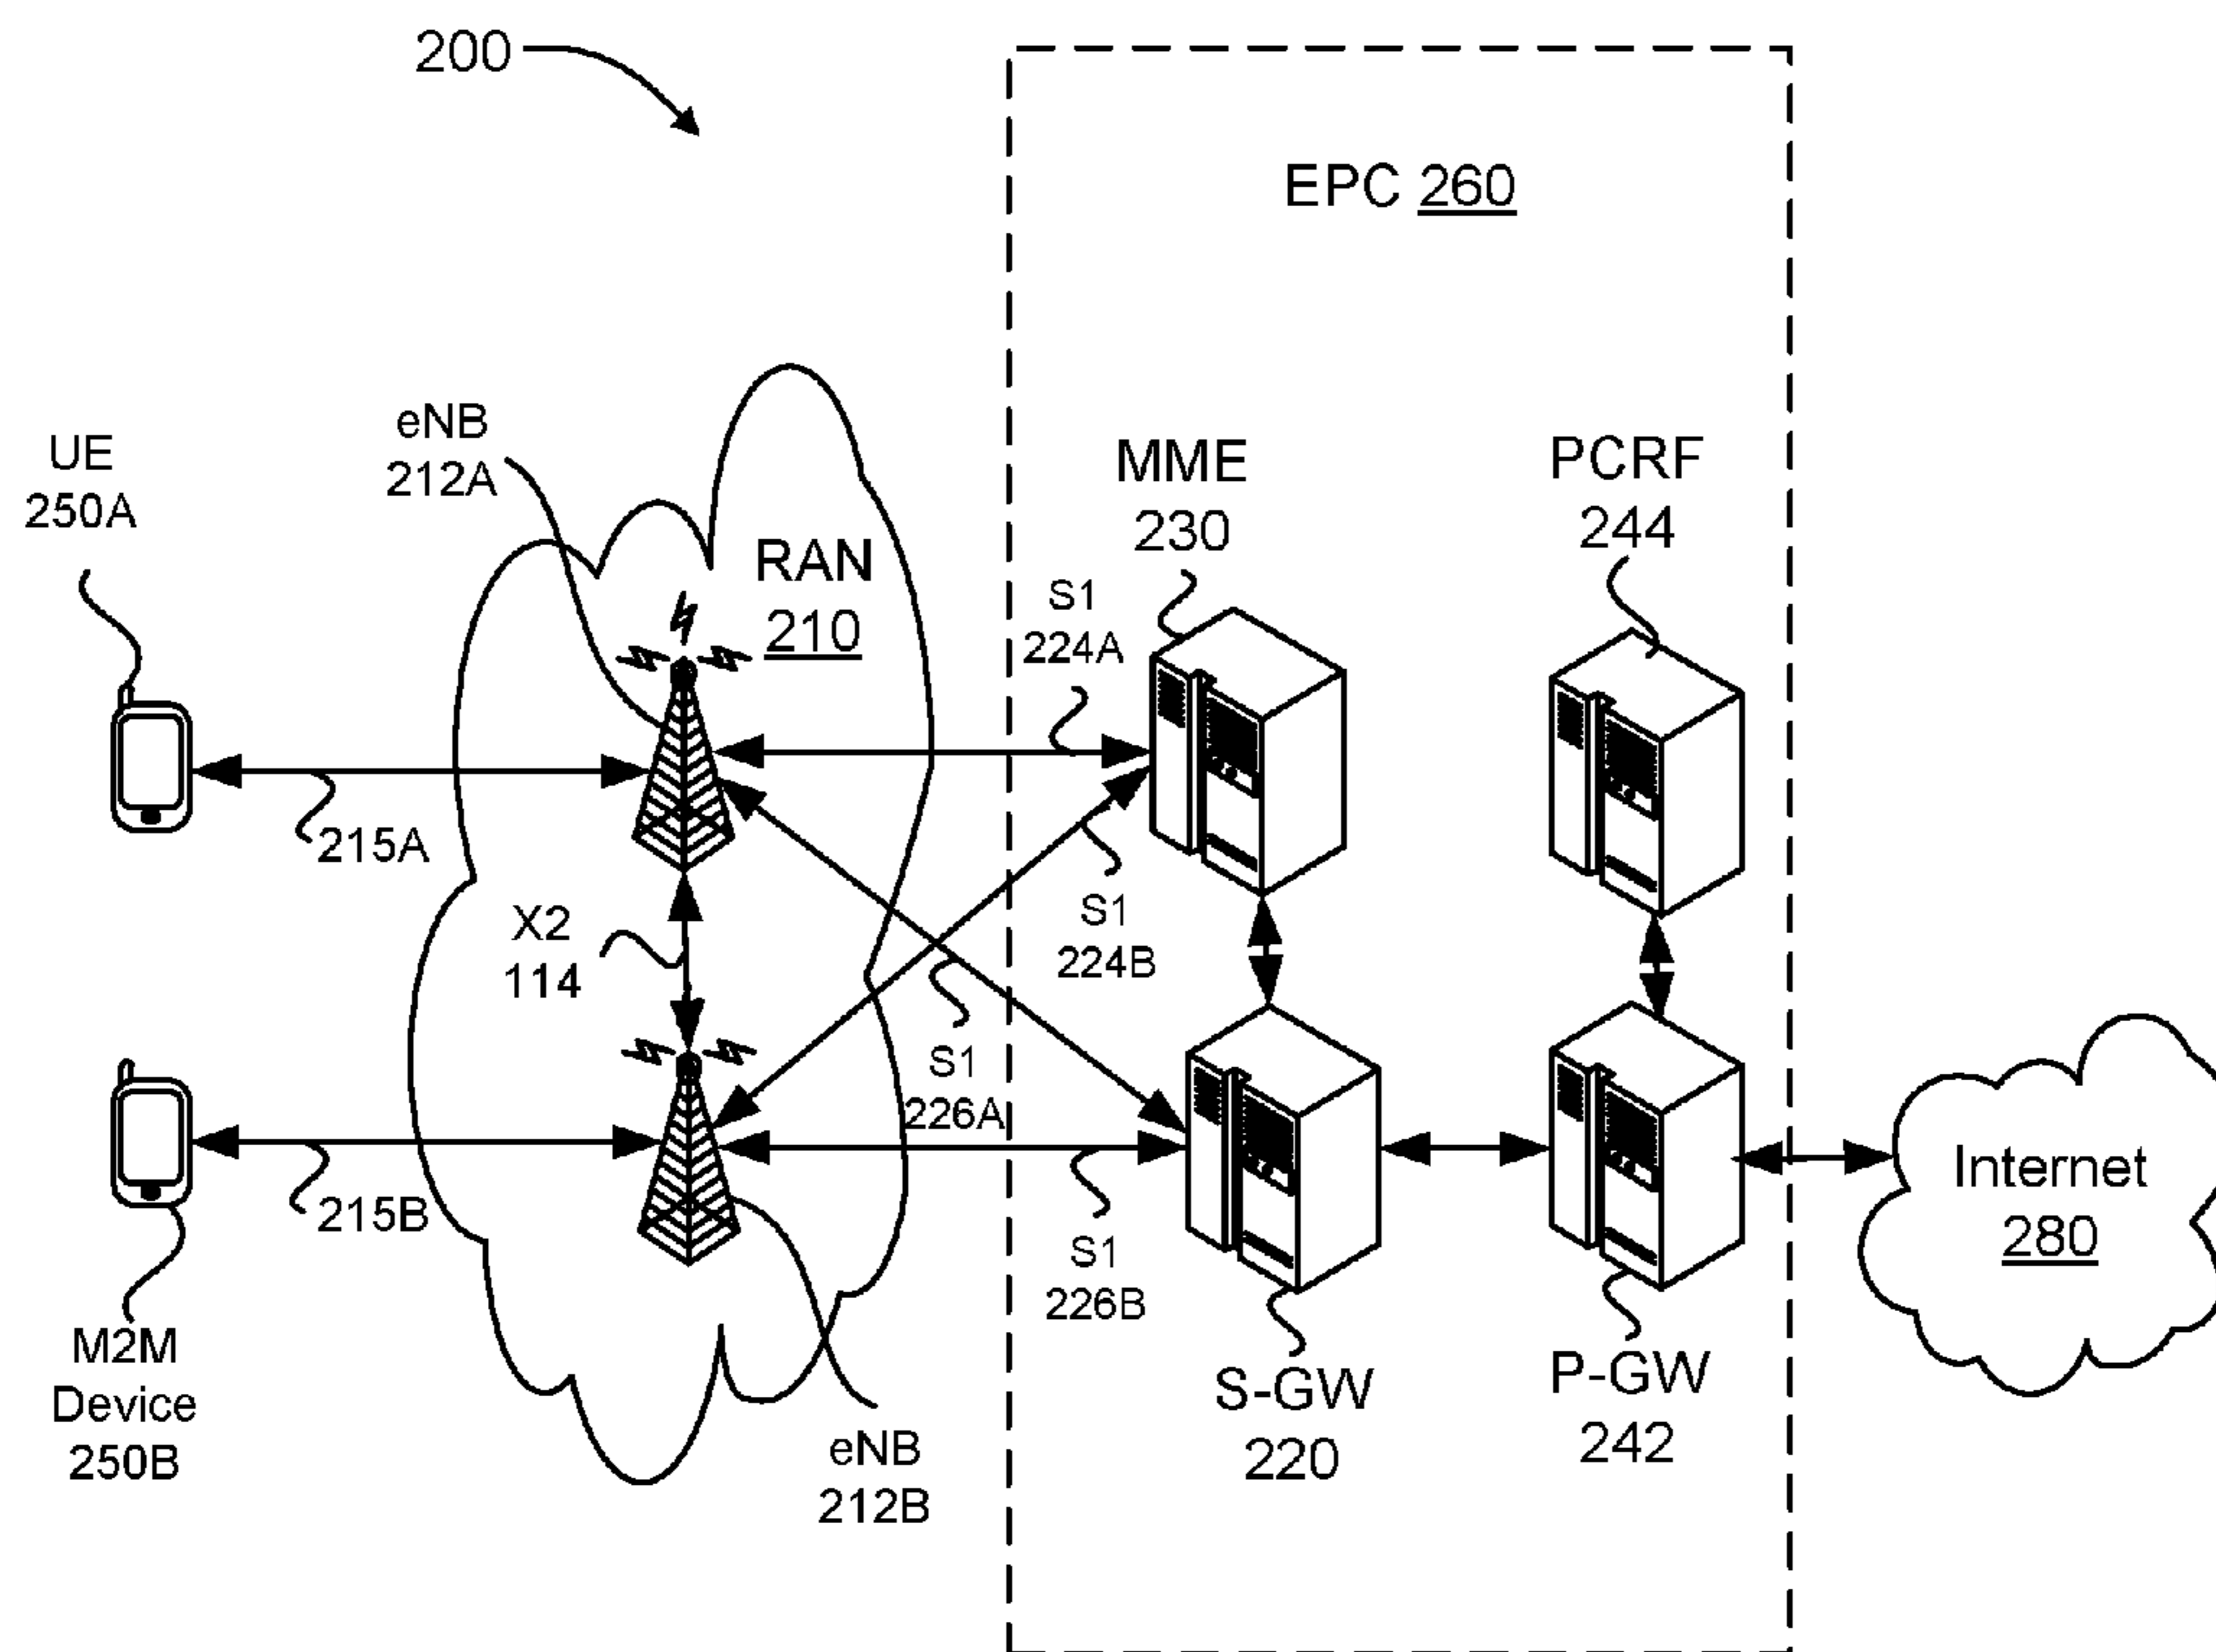 200
EPC 260
eNB
212A
UE
250A
MME
230
PCRF
244
RAN
210
S1
224A
215A
X2
114
S1
224B
S1
226A
215B
S1
226B
Internet
280
M2M
Device
250B
eNB
212B
S-GW
220
P-GW
242